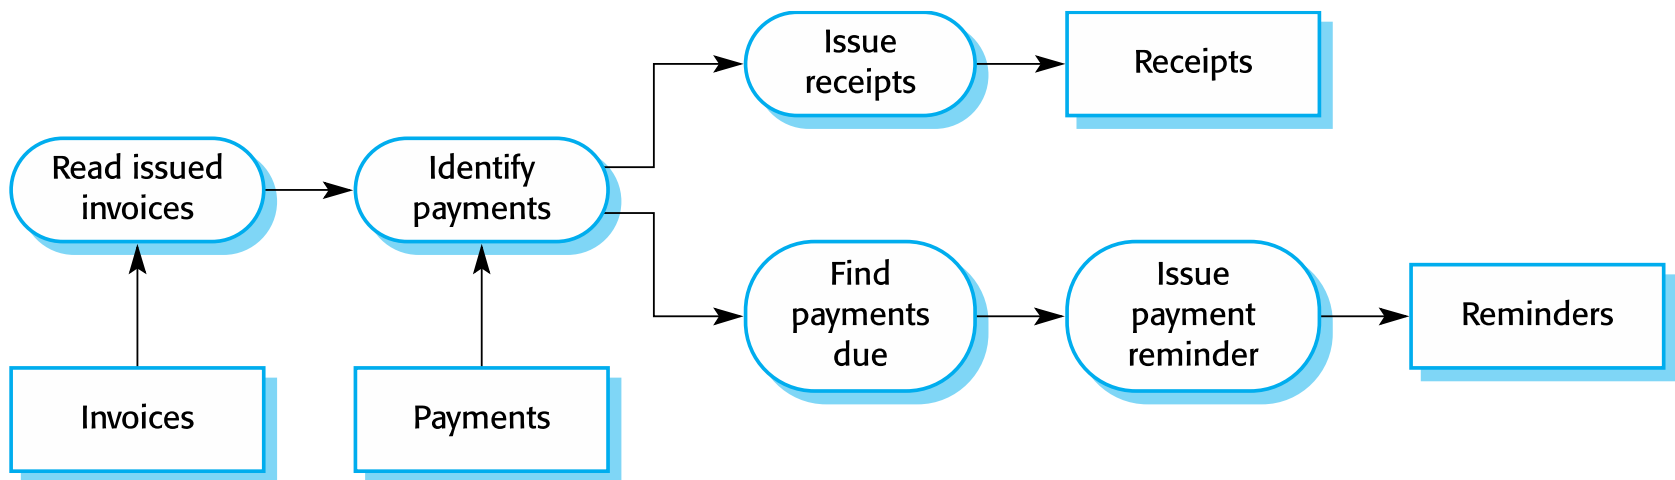 Issue
receipts
Receipts
Read issued
invoices
Identify
payments
Find
payments
due
Issue
payment
reminder
Reminders
Invoices
Payments